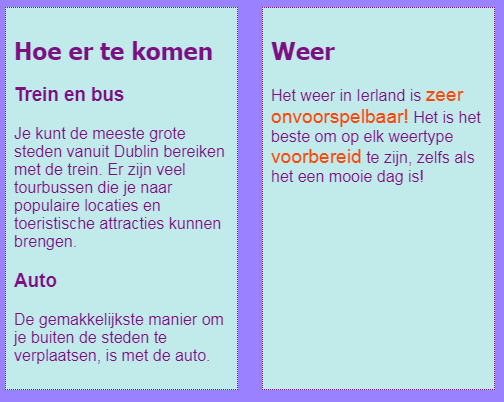 Hoe er te komen
Trein en bus
Je kunt de meeste grote
steden vanuit Dublin bereiken
met de trein. Er zijn veel
tourbussen die je naar
populaire locaties en
toeristische attracties kunnen
brengen.
Auto
De gemakkelijkste manier om
je buiten de steden te
verplaatsen, is met de auto.
Weer
Het weer in Ierland is zeer
onvoorspelbaar! Het is het
beste om op elk weertype
voorbereid te zijn, zelfs als
het een mooie dag is!